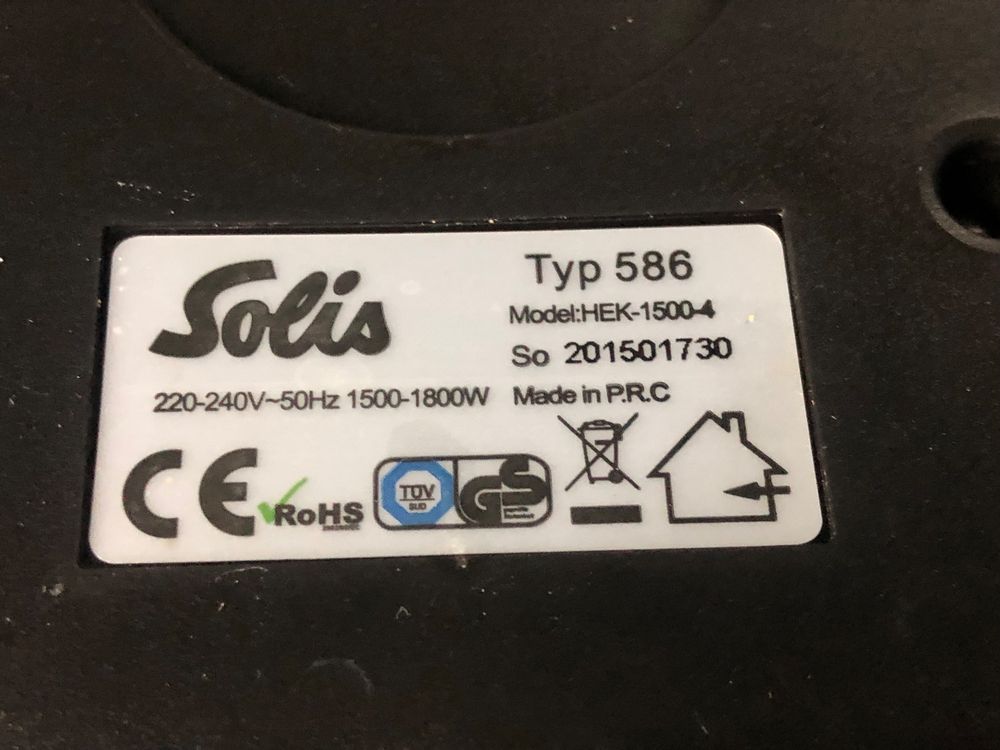 Solis
Typ 586
Model:HEK-1500-4
So 201501730
220-240V~50Hz 1500-1800W
Made in P.R.C
CE
RoHS
TÜV
SÜD
GS